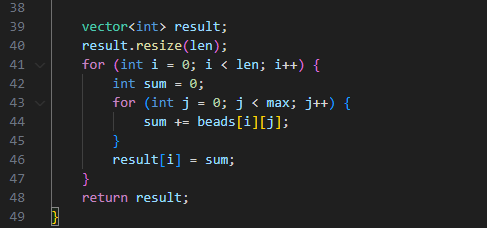 38
39 vector<int> result;
40 result.resize(len);
41 for (int i = 0; i < len; i++) {
42 int sum = 0;
43 for (int j = 0; j < max; j++) {
44 sum += beads[i][j];
45 }
46 result[i] = sum;
47 }
48 return result;
49 }